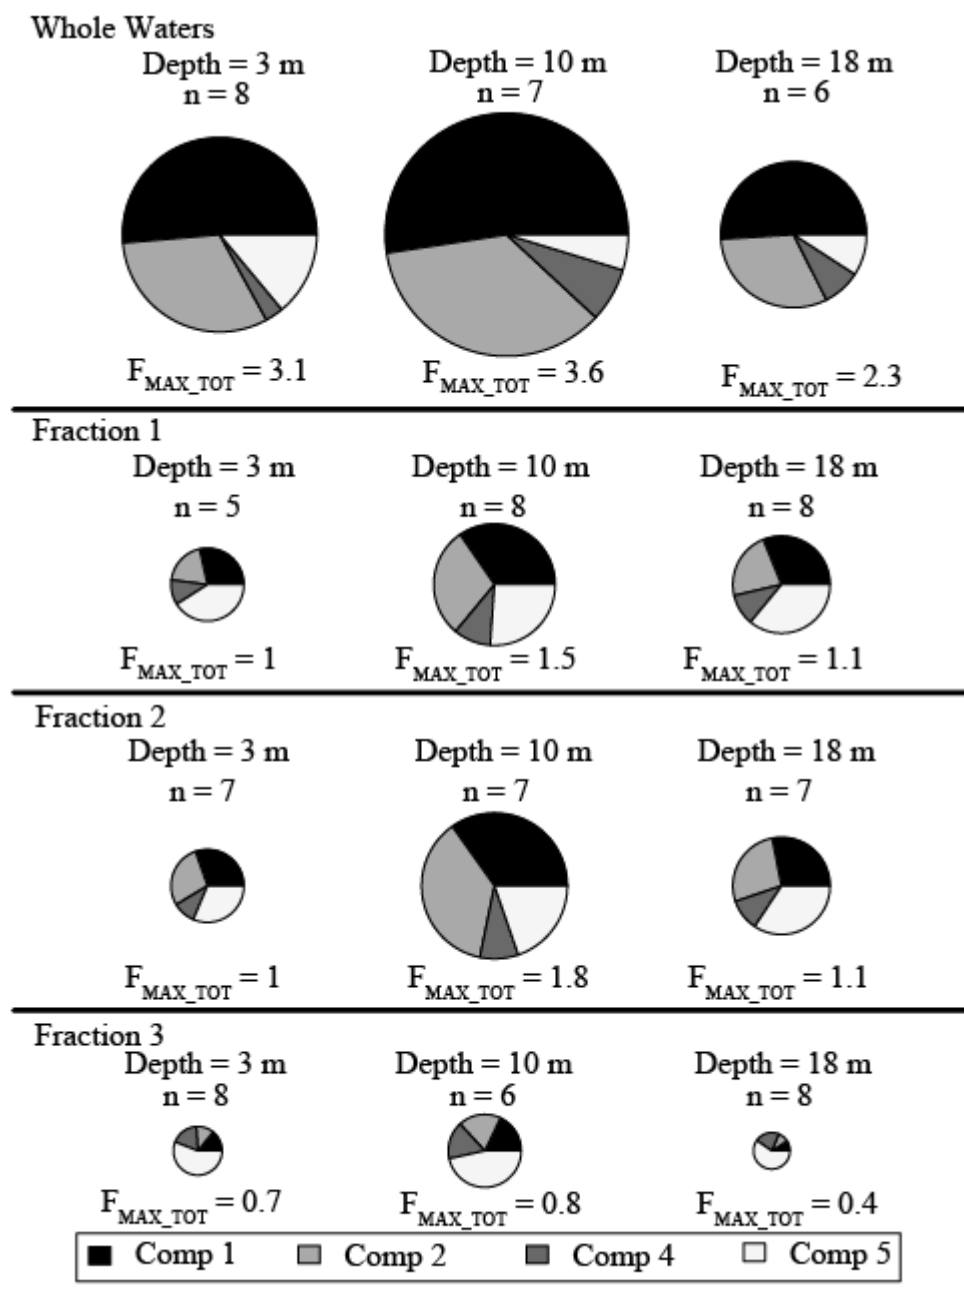 Whole Waters
Depth = 3 m
n = 8
Depth = 10 m
n = 7
Depth = 18 m
n = 6
F_MAX_TOT = 3.1
F_MAX_TOT = 3.6
F_MAX_TOT = 2.3
Fraction 1
Depth = 3 m
n = 5
Depth = 10 m
n = 8
Depth = 18 m
n = 8
F_MAX_TOT = 1
F_MAX_TOT = 1.5
F_MAX_TOT = 1.1
Fraction 2
Depth = 3 m
n = 7
Depth = 10 m
n = 7
Depth = 18 m
n = 7
F_MAX_TOT = 1
F_MAX_TOT = 1.8
F_MAX_TOT = 1.1
Fraction 3
Depth = 3 m
n = 8
Depth = 10 m
n = 6
Depth = 18 m
n = 8
F_MAX_TOT = 0.7
F_MAX_TOT = 0.8
F_MAX_TOT = 0.4
Comp 1 Comp 2 Comp 4 Comp 5